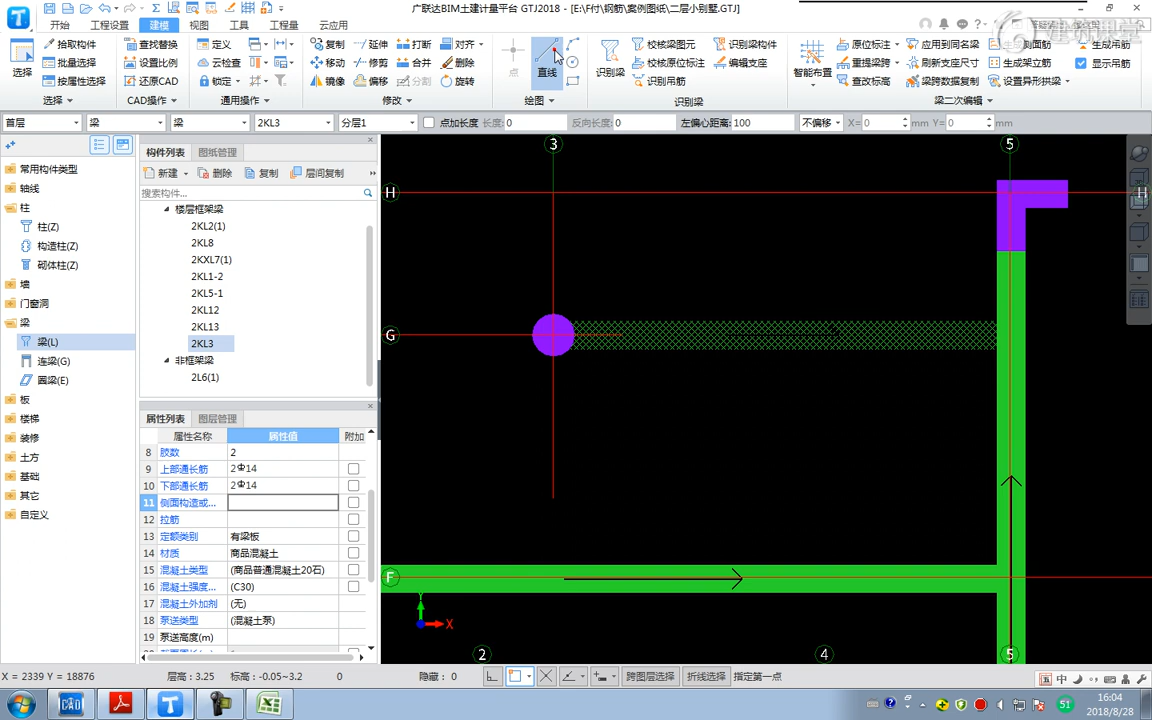 广联达BIM土建计量平台 GTJ2018 - [E:\F付\钢筋\案例图纸\二层小别墅.GTJ]
开始 工程设置 建模 视图 工具 工程量 云应用
拾取构件 查找替换 定义 复制 延伸 打断 对齐 校核梁图元 识别梁构件 原位标注 应用到同名梁 生成侧面筋 生成吊筋
选择 批量选择 设置比例 云检查 移动 修剪 合并 删除 点 直线 识别梁 校核原位标注 编辑支座 智能布置 重提梁跨 刷新支座尺寸 生成架立筋 显示吊筋
按属性选择 还原CAD 锁定 镜像 偏移 分割 旋转 识别吊筋 查改标高 梁跨数据复制 设置异形拱梁
选择 CAD操作 通用操作 修改 绘图 识别梁 梁二次编辑
首层 梁 梁 2KL3 分层1 点加长度 长度: 0 反向长度: 0 左偏心距离: 100 不偏移 X= 0 mm Y= 0 mm
常用构件类型
轴线
柱
柱(Z)
构造柱(Z)
砌体柱(Z)
墙
门窗洞
梁
梁(L)
连梁(G)
圈梁(E)
板
楼梯
装修
土方
基础
其它
自定义
构件列表 图纸管理
新建 删除 复制 层间复制
搜索构件...
楼层框架梁
2KL2(1)
2KL8
2KXL7(1)
2KL1-2
2KL5-1
2KL12
2KL13
2KL3
非框架梁
2L6(1)
属性列表 图层管理
属性名称 属性值 附加
8 肢数 2
9 上部通长筋 2⏀14
10 下部通长筋 2⏀14
11 侧面构造或...
12 拉筋
13 定额类别 有梁板
14 材质 商品混凝土
15 混凝土类型 (商品普通混凝土20石)
16 混凝土强度... (C30)
17 混凝土外加剂 (无)
18 泵送类型 (混凝土泵)
19 泵送高度(m)
3 5
H H
G
F
Y
X
2 4 5
X = 2339 Y = 18876 层高: 3.25 标高: -0.05~3.2 0 隐藏: 0 跨图层选择 折线选择 指定第一点
CAD 中 51 16:04
2018/8/28